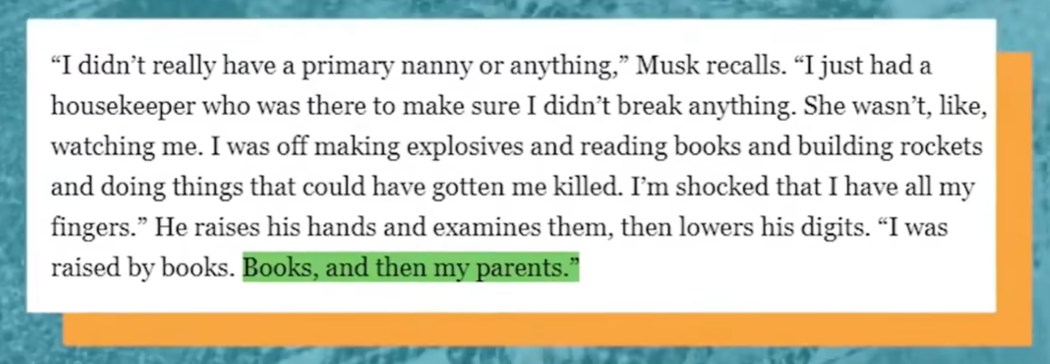 “I didn’t really have a primary nanny or anything,” Musk recalls. “I just had a
housekeeper who was there to make sure I didn’t break anything. She wasn’t, like,
watching me. I was off making explosives and reading books and building rockets
and doing things that could have gotten me killed. I’m shocked that I have all my
fingers.” He raises his hands and examines them, then lowers his digits. “I was
raised by books. Books, and then my parents.”